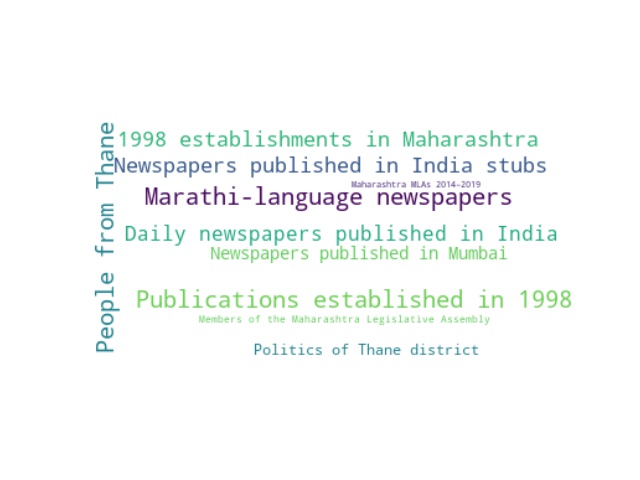 People from Thane
1998 establishments in Maharashtra
Newspapers published in India stubs
Maharashtra MLAs 2014–2019
Marathi-language newspapers
Daily newspapers published in India
Newspapers published in Mumbai
Publications established in 1998
Members of the Maharashtra Legislative Assembly
Politics of Thane district